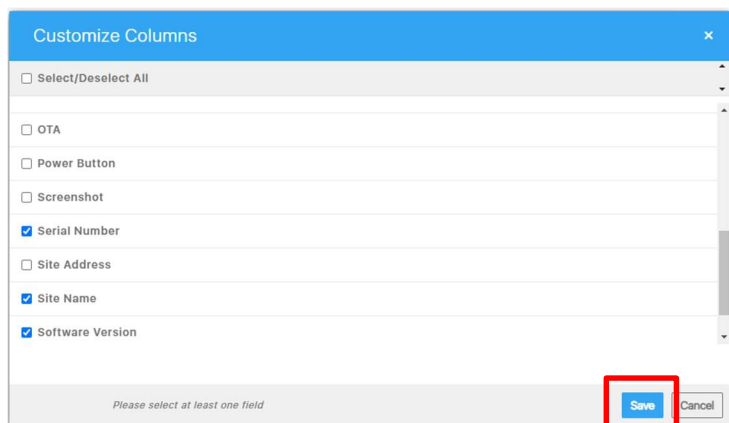 Customize Columns ×
Select/Deselect All
OTA
Power Button
Screenshot
Serial Number
Site Address
Site Name
Software Version
Please select at least one field Save Cancel